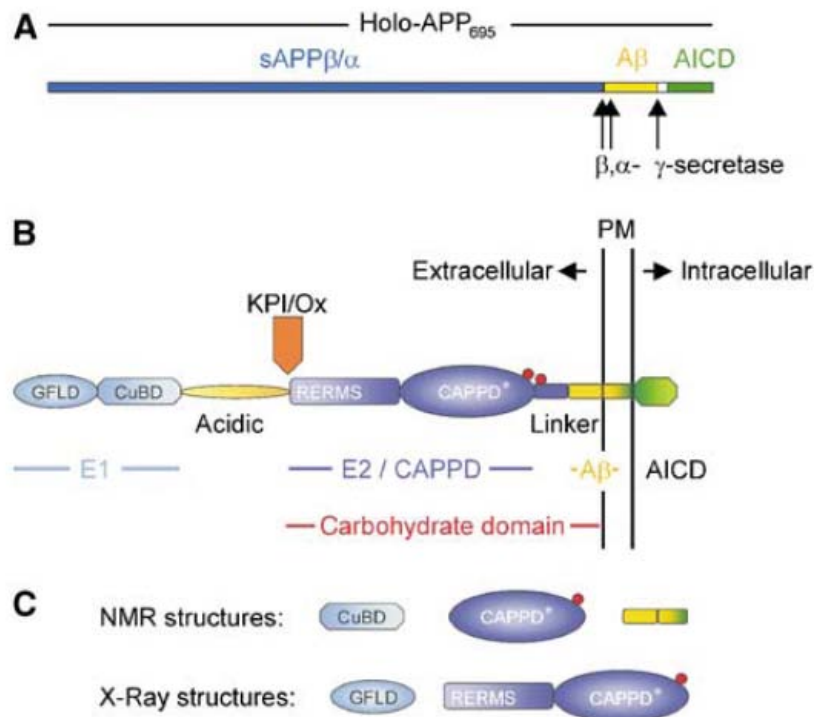 A
Holo-APP695
sAPPβ/α Aβ AICD
β,α- γ-secretase
B
PM
Extracellular Intracellular
KPI/Ox
GFLD CuBD RERMS CAPPD*
Acidic Linker
E1 E2 / CAPPD -Aβ- AICD
Carbohydrate domain
C
NMR structures: CuBD CAPPD*
X-Ray structures: GFLD RERMS CAPPD*